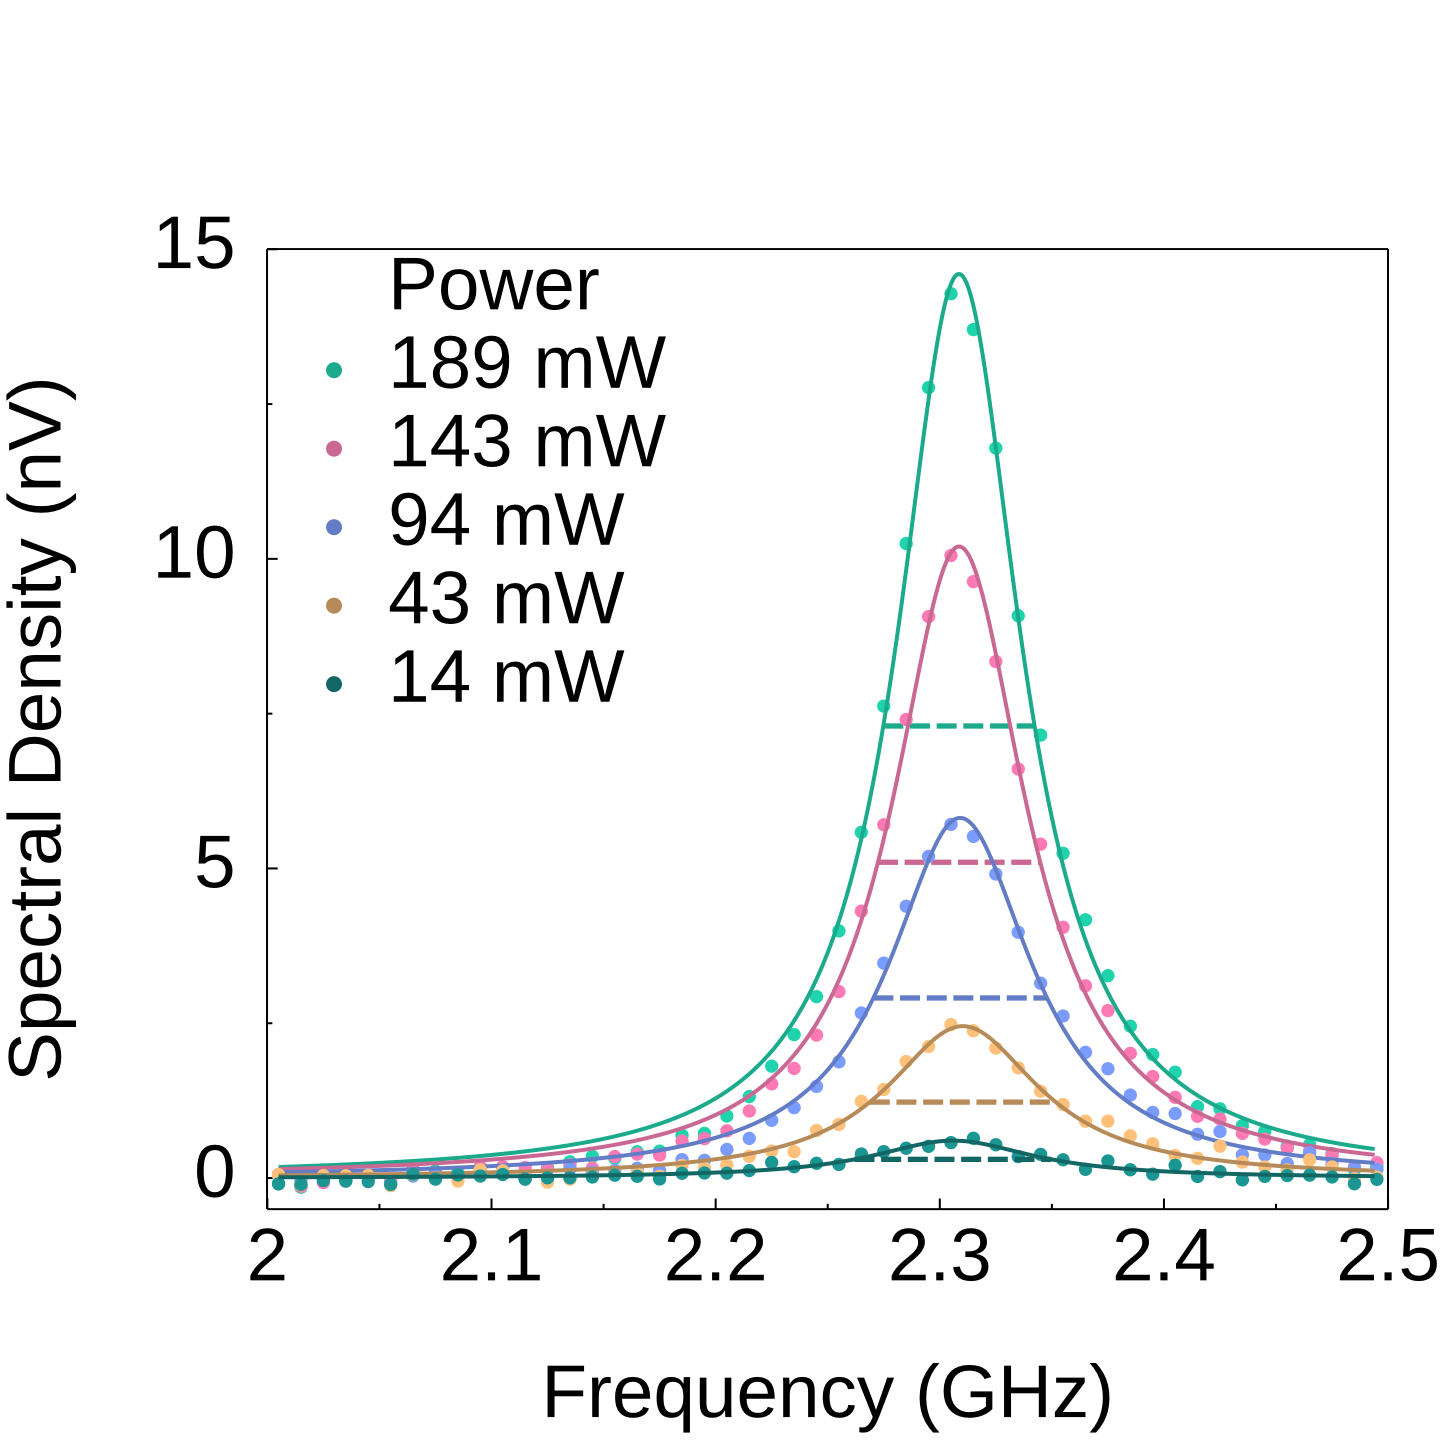 15
Power
189 mW
143 mW
94 mW
43 mW
14 mW
10
5
0
Spectral Density (nV)
2
2.1
2.2
2.3
2.4
2.5
Frequency (GHz)